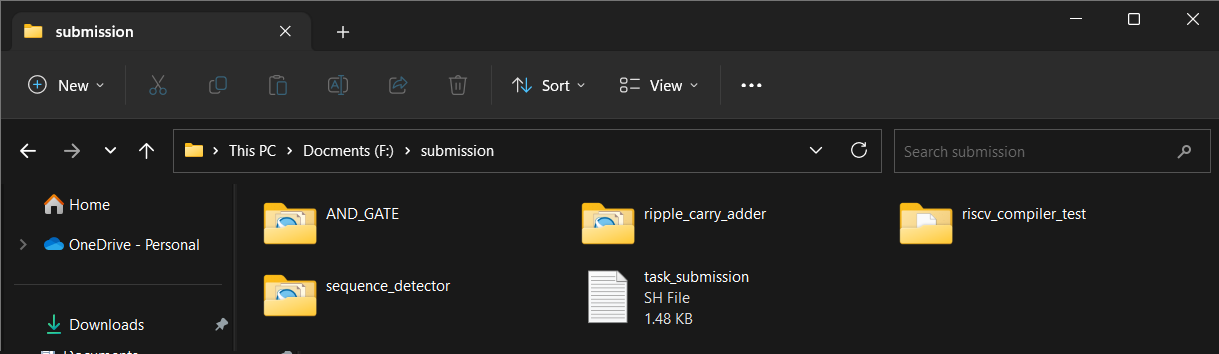 submission
New
Sort
View
This PC > Docments (F:) > submission
Search submission
Home
OneDrive - Personal
Downloads
Documents
AND_GATE
ripple_carry_adder
riscv_compiler_test
sequence_detector
task_submission
SH File
1.48 KB